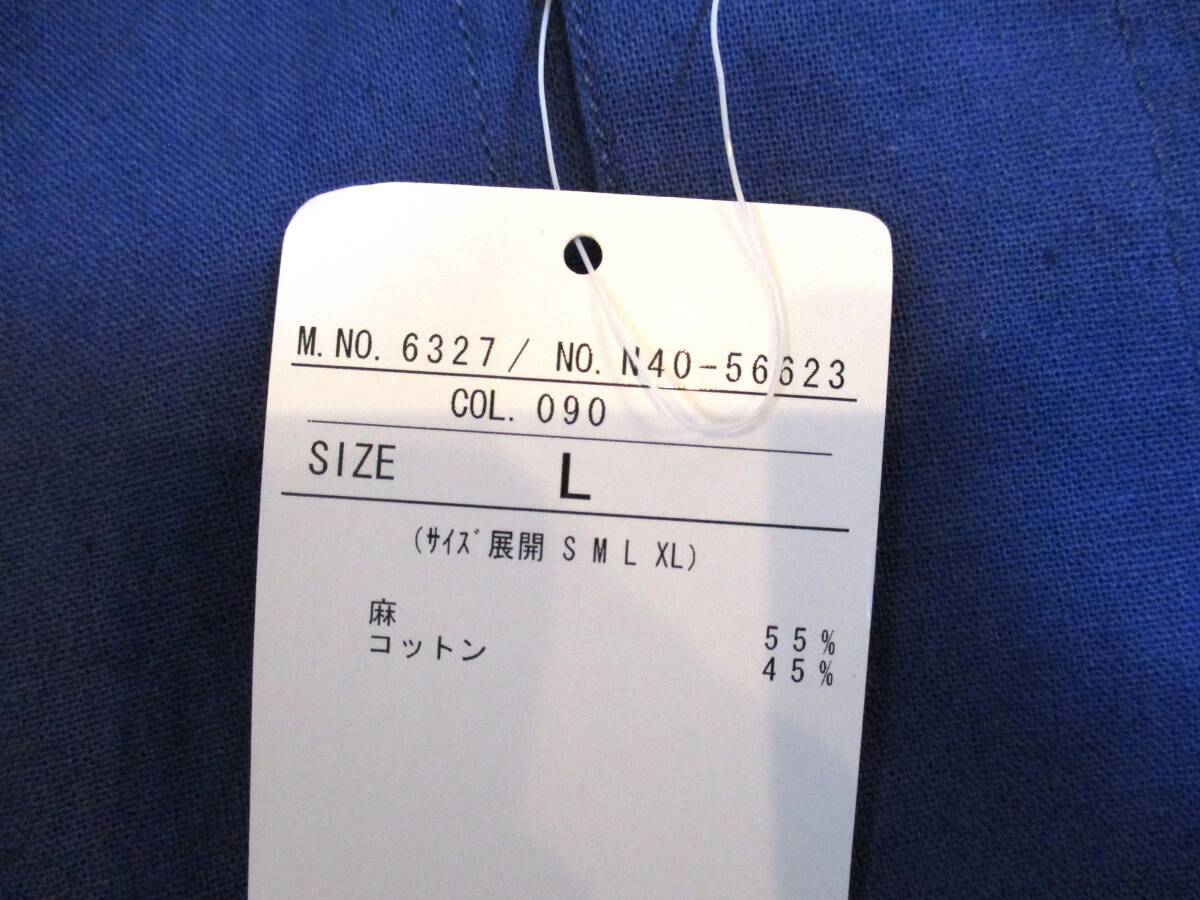 M.NO. 6327/ NO. N40-56623
COL. 090
SIZE L
(ｻｲｽﾞ展開 S M L XL)
麻 55%
コットン 45%